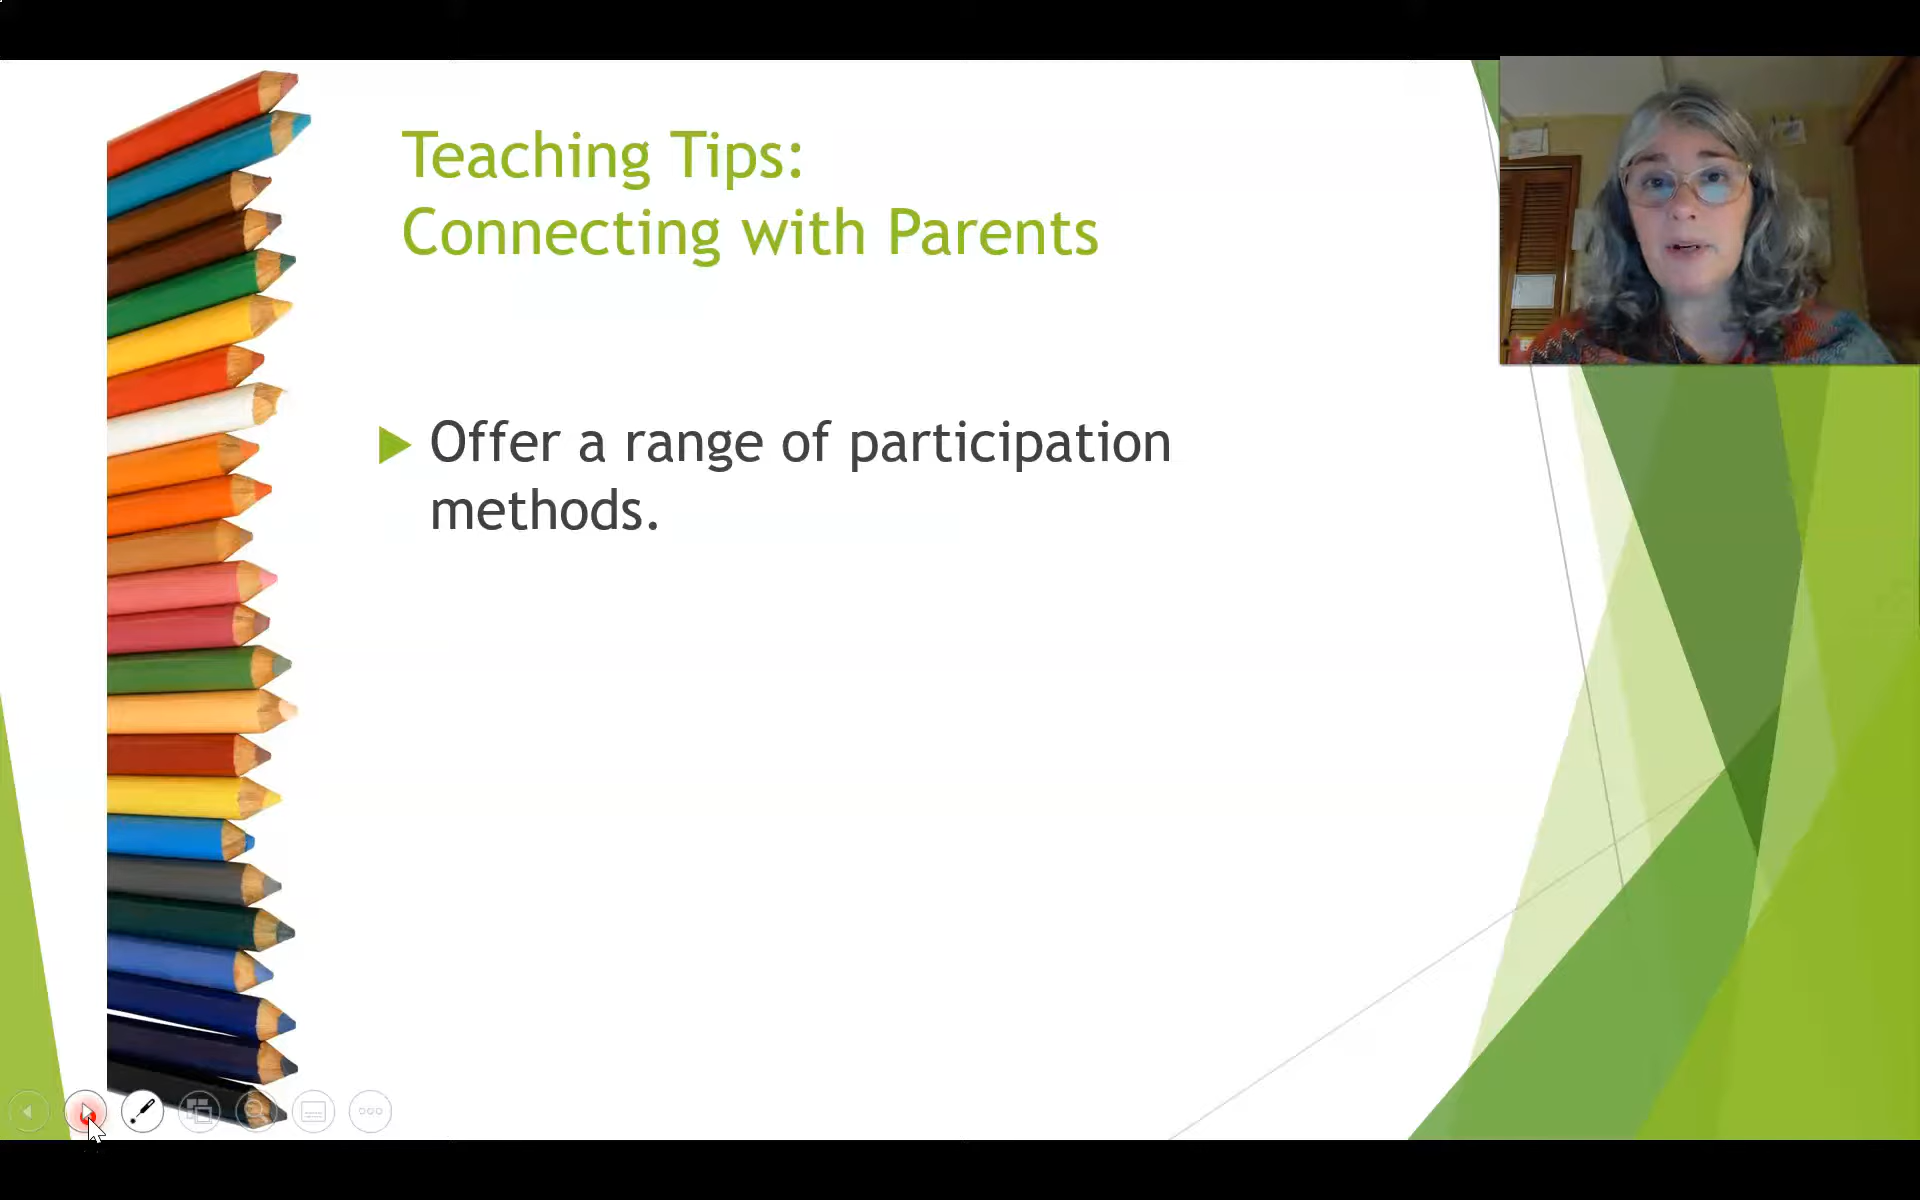 Teaching Tips:
Connecting with Parents
Offer a range of participation
methods.